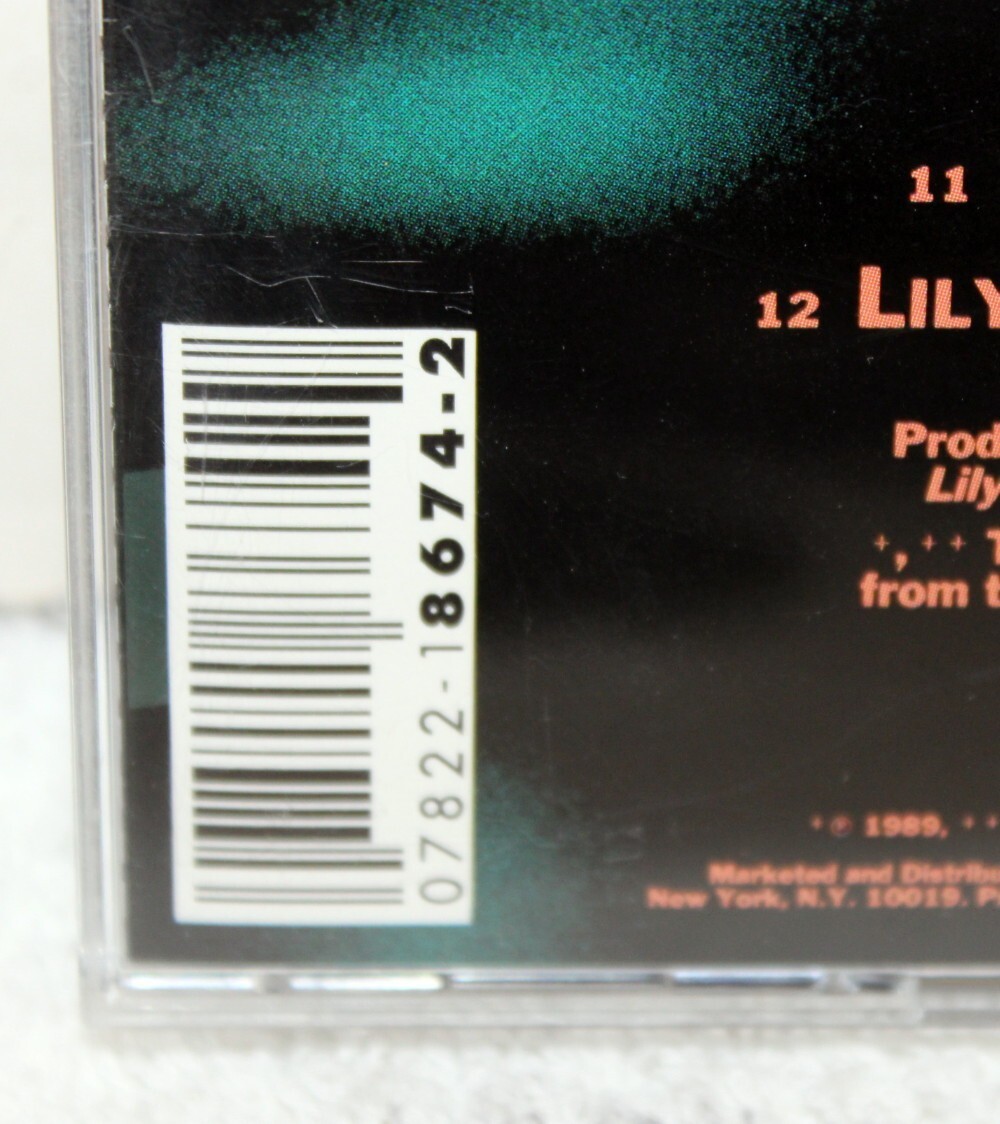 11
12 LILY
Prod
Lily
+, ++ T
from t
+ ℗ 1989, ++
Marketed and Distribu
New York, N.Y. 10019. P
07822-18674-2